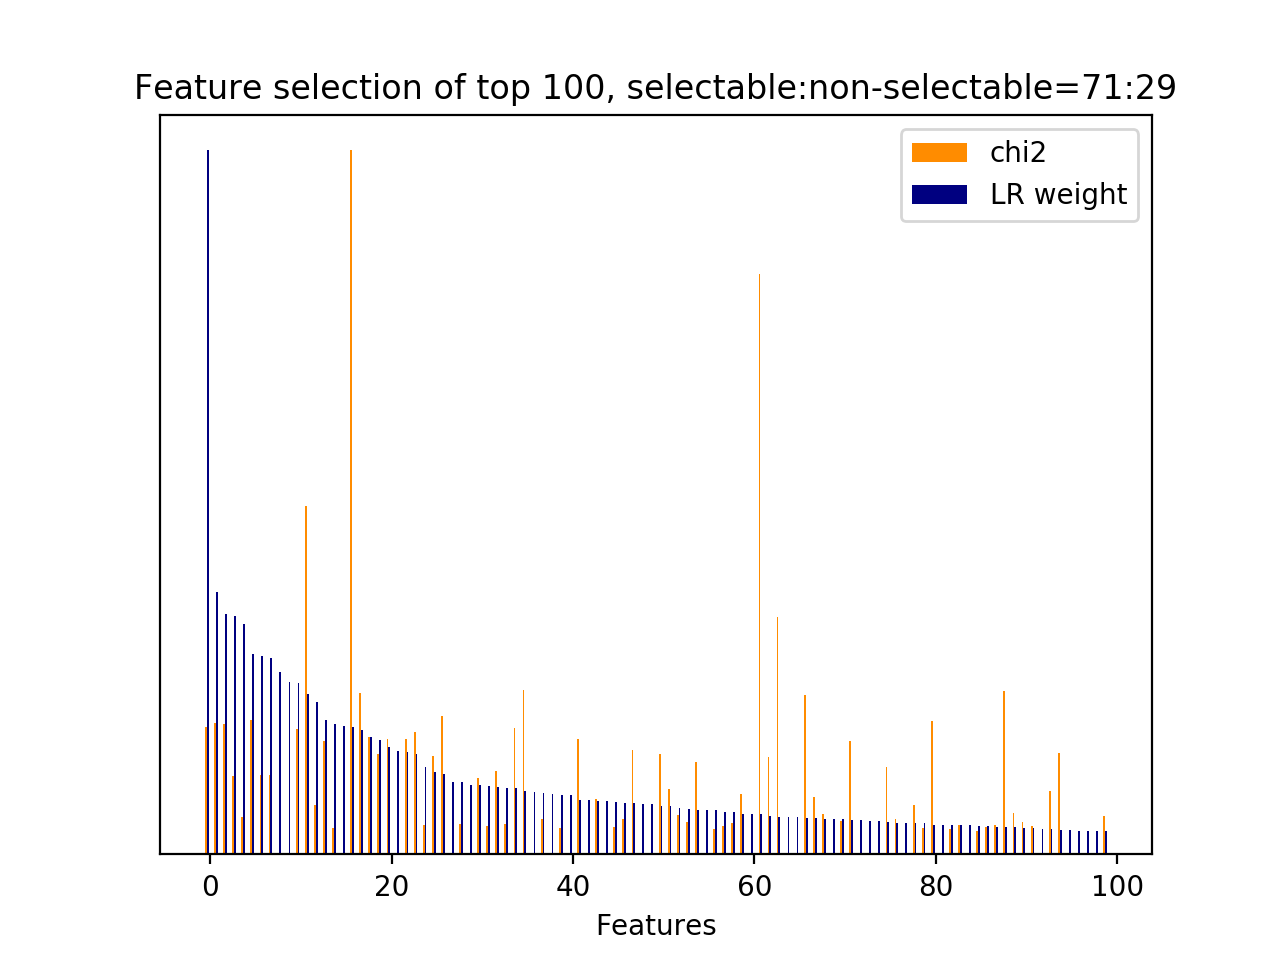 Feature selection of top 100, selectable:non-selectable=71:29
chi2
LR weight
0 20 40 60 80 100
Features